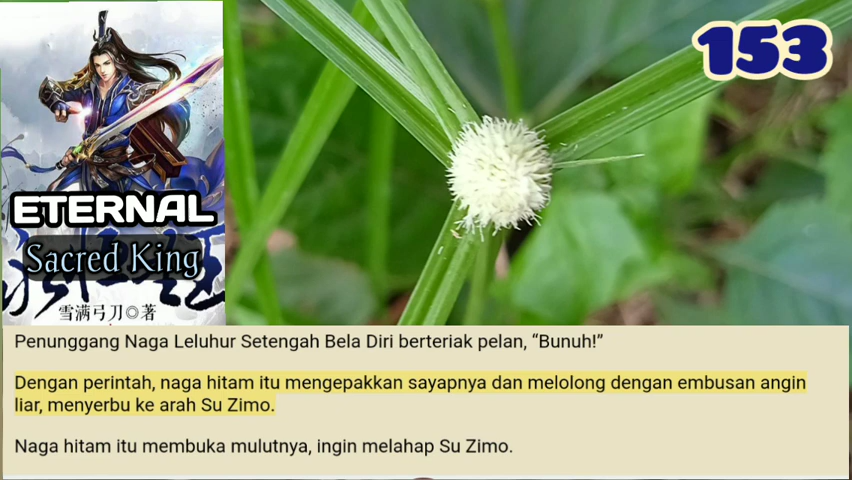 153
ETERNAL
Sacred King
雪满弓刀◎著
Penunggang Naga Leluhur Setengah Bela Diri berteriak pelan, “Bunuh!”
Dengan perintah, naga hitam itu mengepakkan sayapnya dan melolong dengan embusan angin
liar, menyerbu ke arah Su Zimo.
Naga hitam itu membuka mulutnya, ingin melahap Su Zimo.